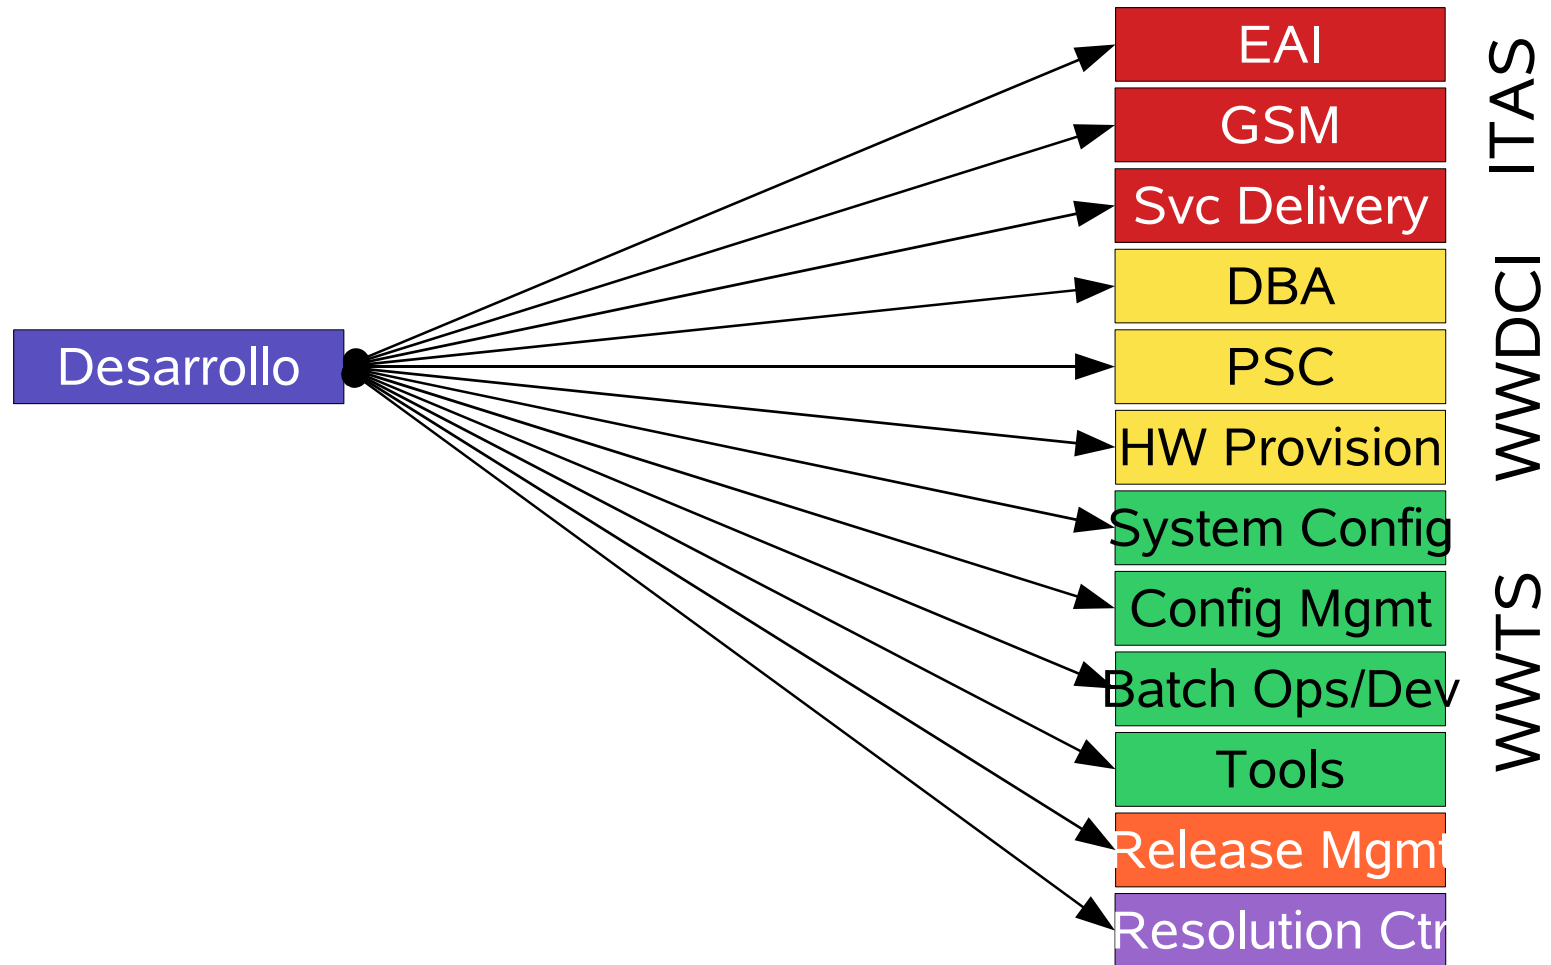 EAI
GSM
Svc Delivery
ITAS
Desarrollo
DBA
PSC
HW Provision
WWDCI
System Config
Config Mgmt
Batch Ops/Dev
Tools
WWTS
Release Mgmt
Resolution Ctr